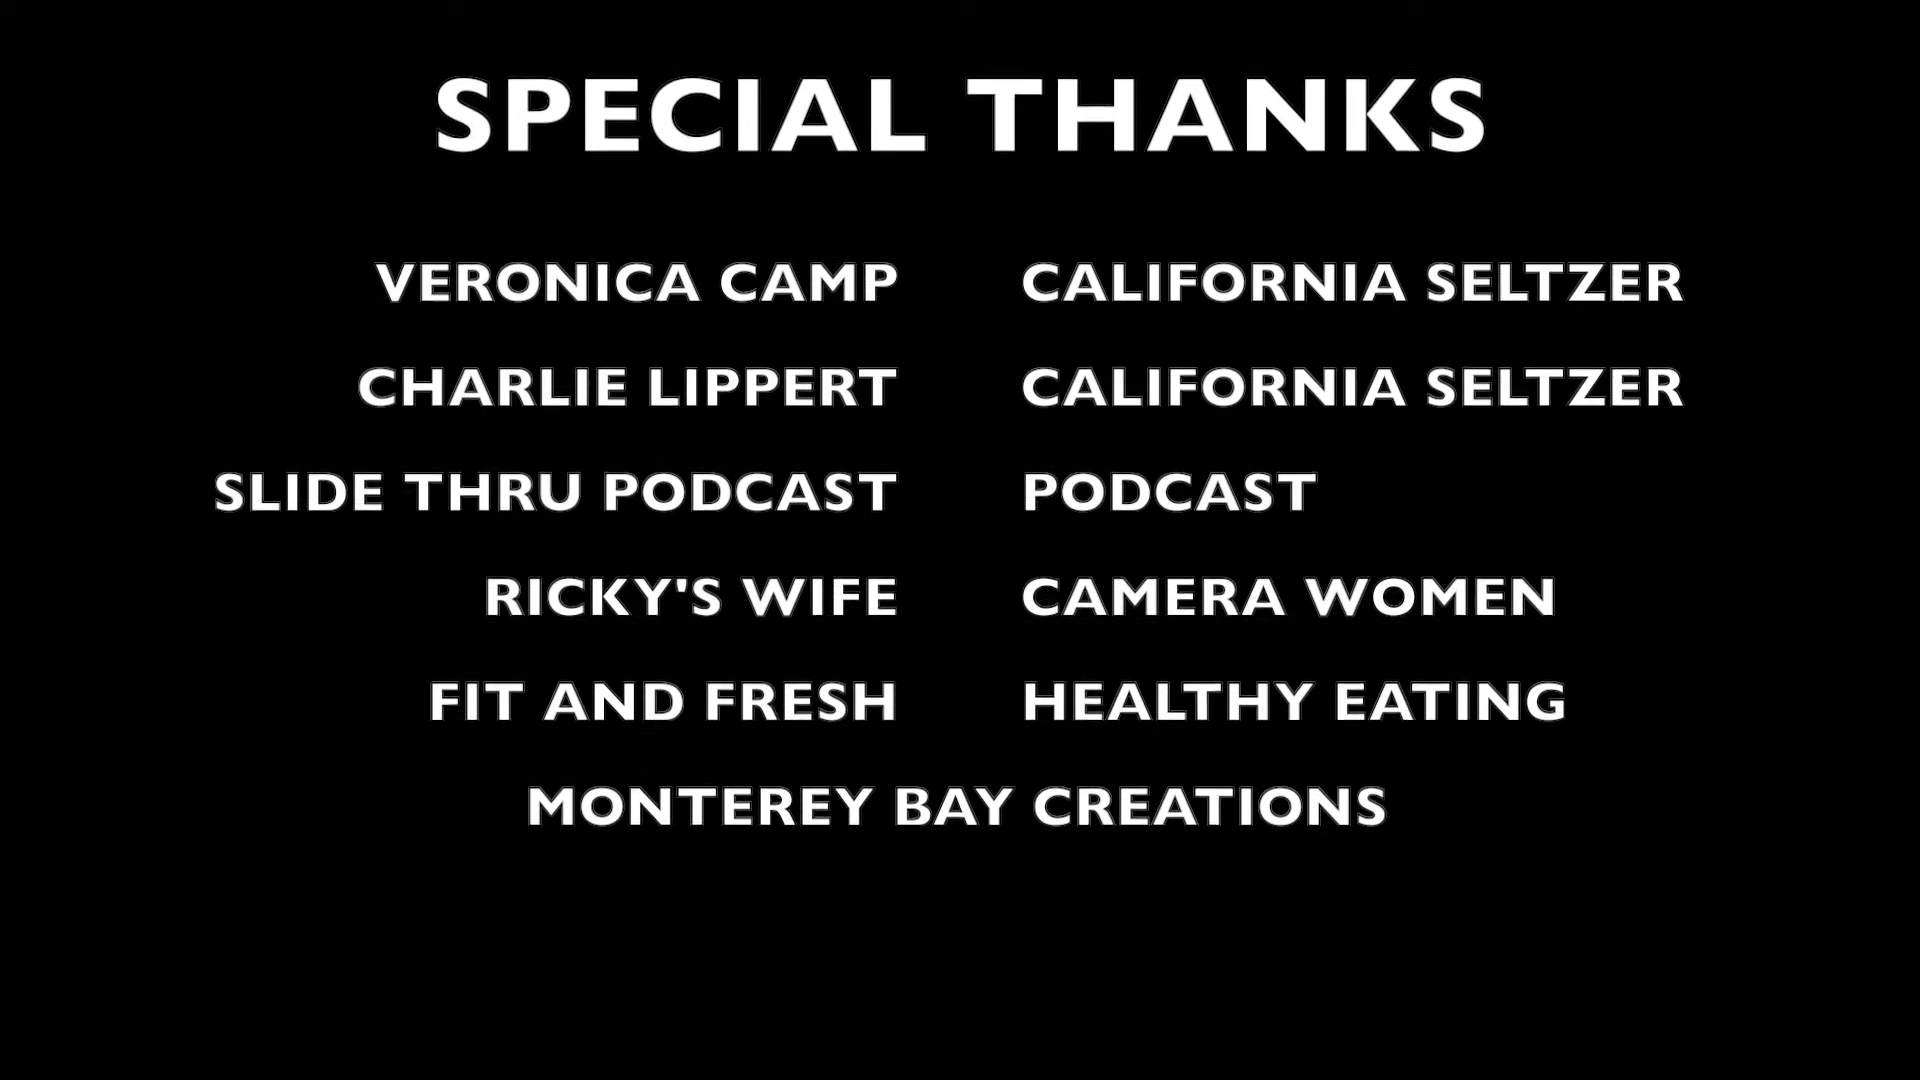 SPECIAL THANKS
VERONICA CAMP CALIFORNIA SELTZER
CHARLIE LIPPERT CALIFORNIA SELTZER
SLIDE THRU PODCAST PODCAST
RICKY'S WIFE CAMERA WOMEN
FIT AND FRESH HEALTHY EATING
MONTEREY BAY CREATIONS